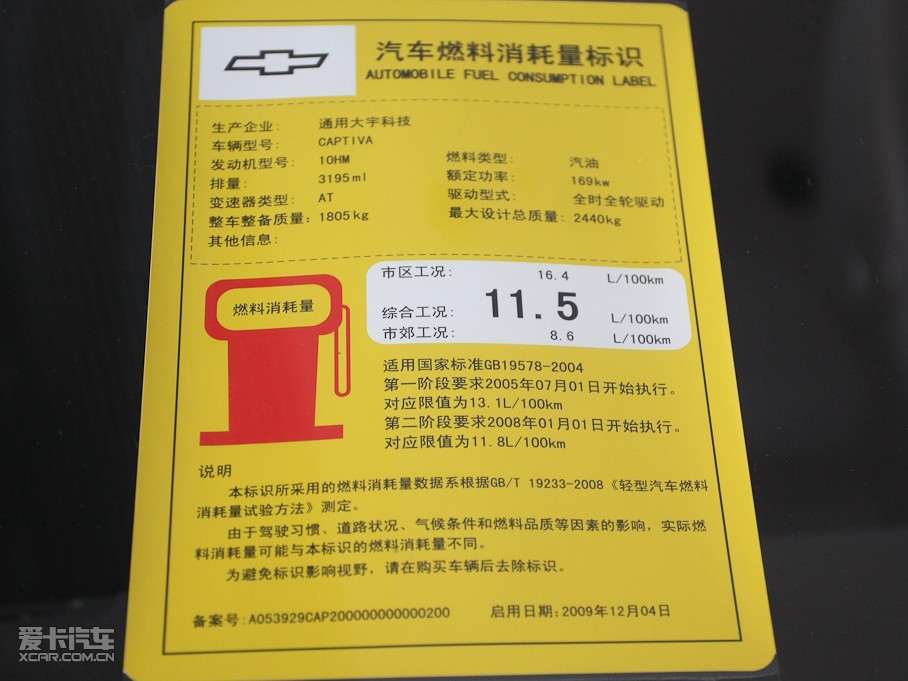 汽车燃料消耗量标识
AUTOMOBILE FUEL CONSUMPTION LABEL
生产企业: 通用大宇科技
车辆型号: CAPTIVA
发动机型号: 10HM 燃料类型: 汽油
排量: 3195ml 额定功率: 169kw
变速器类型: AT 驱动型式: 全时全轮驱动
整车整备质量: 1805kg 最大设计总质量: 2440kg
其他信息:
燃料消耗量
市区工况: 16.4 L/100km
综合工况: 11.5 L/100km
市郊工况: 8.6 L/100km
适用国家标准GB19578-2004
第一阶段要求2005年07月01日开始执行。
对应限值为13.1L/100km
第二阶段要求2008年01月01日开始执行。
对应限值为11.8L/100km
说明
本标识所采用的燃料消耗量数据系根据GB/T 19233-2008《轻型汽车燃料
消耗量试验方法》测定。
由于驾驶习惯、道路状况、气候条件和燃料品质等因素的影响，实际燃
料消耗量可能与本标识的燃料消耗量不同。
为避免标识影响视野，请在购买车辆后去除标识。
备案号:A053929CAP200000000000200 启用日期:2009年12月04日
爱卡汽车
XCAR.COM.CN